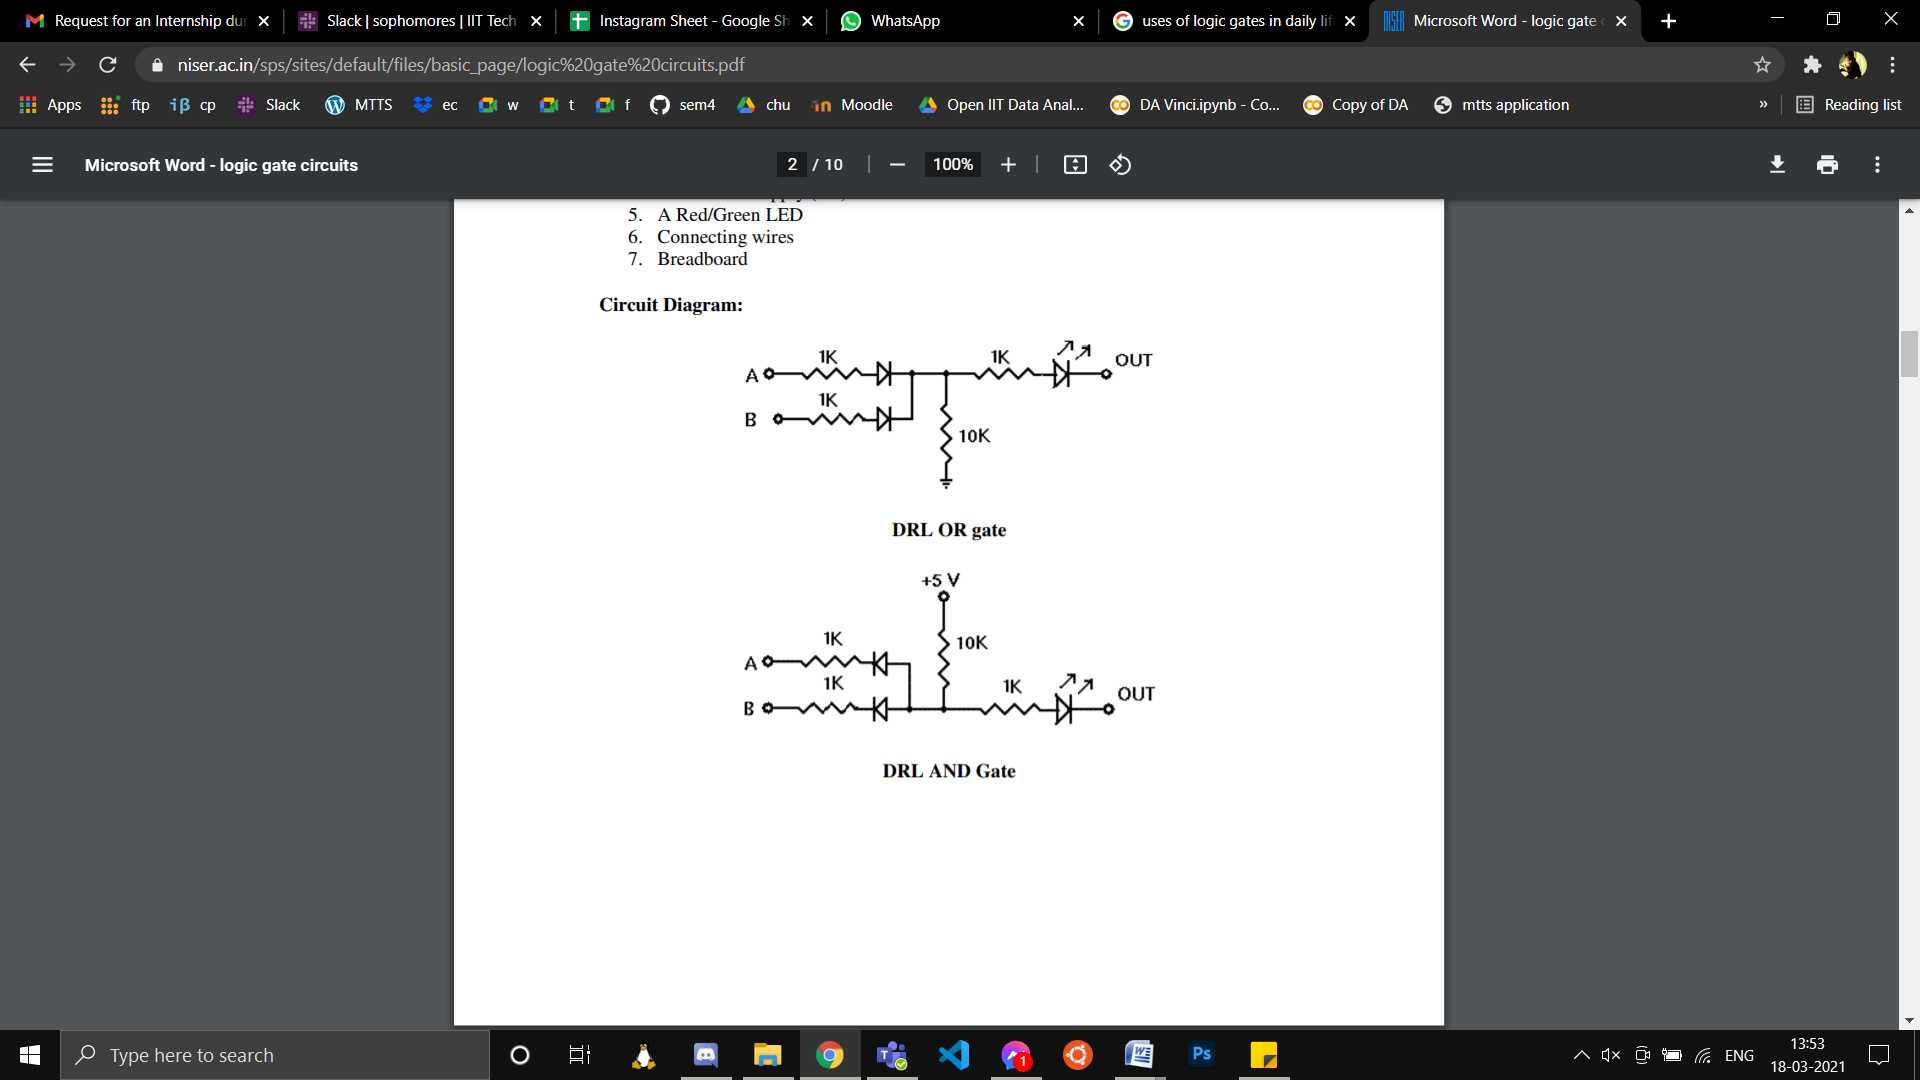 Request for an Internship du
Slack | sophomores | IIT Tech
Instagram Sheet - Google Sh
WhatsApp
uses of logic gates in daily lif
Microsoft Word - logic gate
niser.ac.in/sps/sites/default/files/basic_page/logic%20gate%20circuits.pdf
Apps ftp iβ cp Slack MTTS ec w t f sem4 chu Moodle Open IIT Data Anal... DA Vinci.ipynb - Co... Copy of DA mtts application » Reading list
Microsoft Word - logic gate circuits
2 / 10
100%
5. A Red/Green LED
6. Connecting wires
7. Breadboard
Circuit Diagram:
1K
1K
OUT
A
1K
B
10K
DRL OR gate
+5 V
1K
10K
A
1K
1K
OUT
B
DRL AND Gate
Type here to search
1
Ps
ENG
13:53
18-03-2021